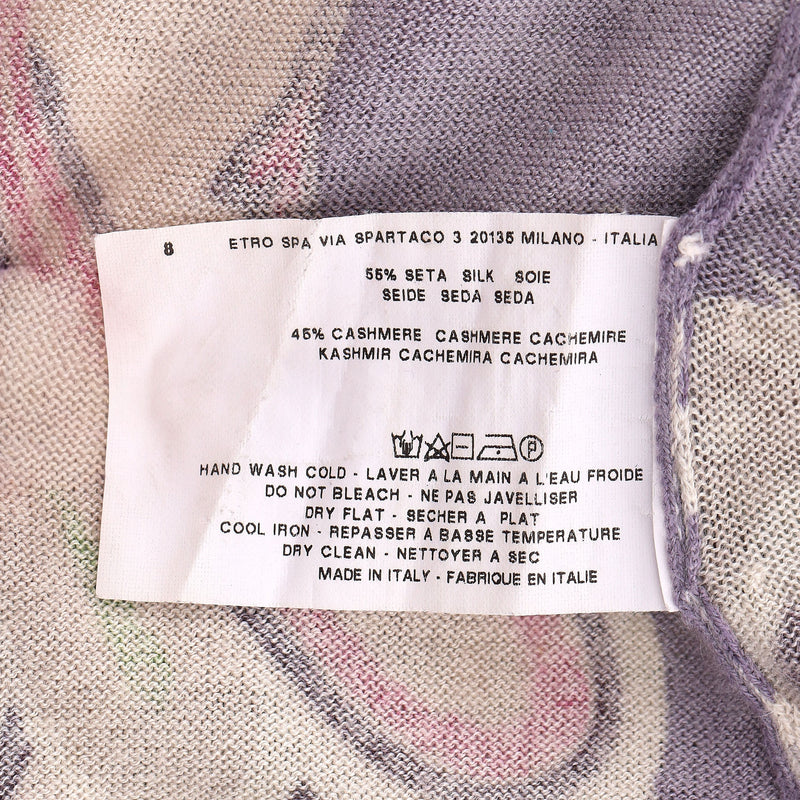 8 ETRO SPA VIA SPARTACO 3 20135 MILANO - ITALIA
55% SETA SILK SOIE
SEIDE SEDA SEDA
45% CASHMERE CASHMERE CACHEMIRE
KASHMIR CACHEMIRA CACHEMIRA
P
HAND WASH COLD - LAVER A LA MAIN A L'EAU FROIDE
DO NOT BLEACH - NE PAS JAVELLISER
DRY FLAT - SECHER A PLAT
COOL IRON - REPASSER A BASSE TEMPERATURE
DRY CLEAN - NETTOYER A SEC
MADE IN ITALY - FABRIQUE EN ITALIE